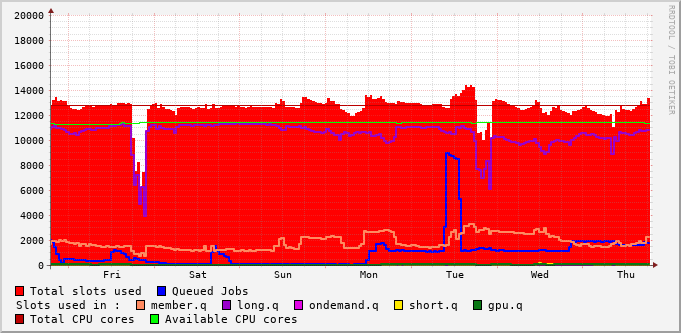 RRDTOOL / TOBI OETIKER
20000
18000
16000
14000
12000
10000
8000
6000
4000
2000
0
Fri Sat Sun Mon Tue Wed Thu
Total slots used Queued Jobs
Slots used in : member.q long.q ondemand.q short.q gpu.q
Total CPU cores Available CPU cores